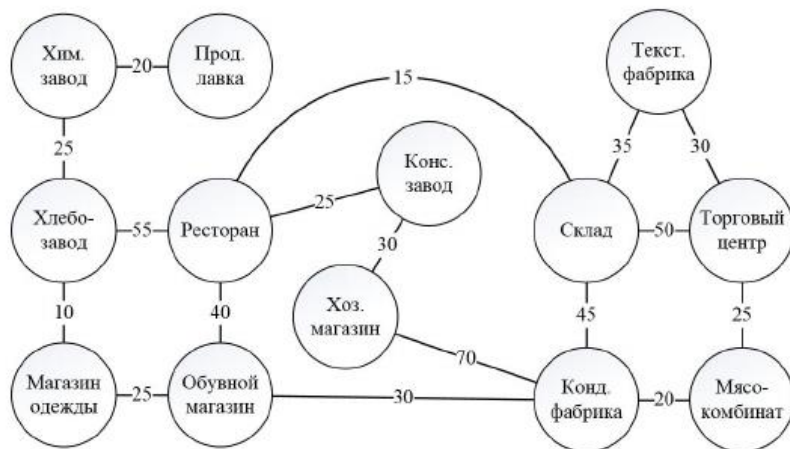 Хим.
завод
20
Прод.
лавка
15
Текст.
фабрика
25
35
30
Конс.
завод
25
Хлебо-
завод
55
Ресторан
Склад
50
Торговый
центр
30
10
40
Хоз.
магазин
45
25
70
Магазин
одежды
25
Обувной
магазин
30
Конд.
фабрика
20
Мясо-
комбинат